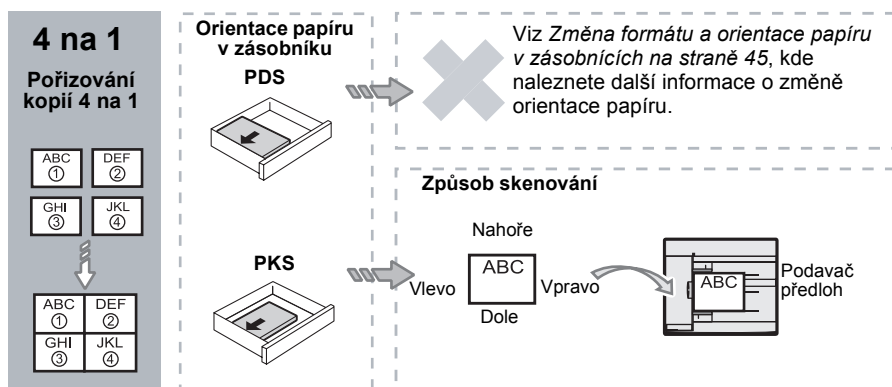 4 na 1
Pořizování
kopií 4 na 1
ABC
①
DEF
②
GHI
③
JKL
④
ABC
①
DEF
②
GHI
③
JKL
④
Orientace papíru
v zásobníku
PDS
PKS
Viz Změna formátu a orientace papíru
v zásobnících na straně 45, kde
naleznete další informace o změně
orientace papíru.
Způsob skenování
Nahoře
Vlevo
ABC
Vpravo
Dole
ABC
Podavač
předloh